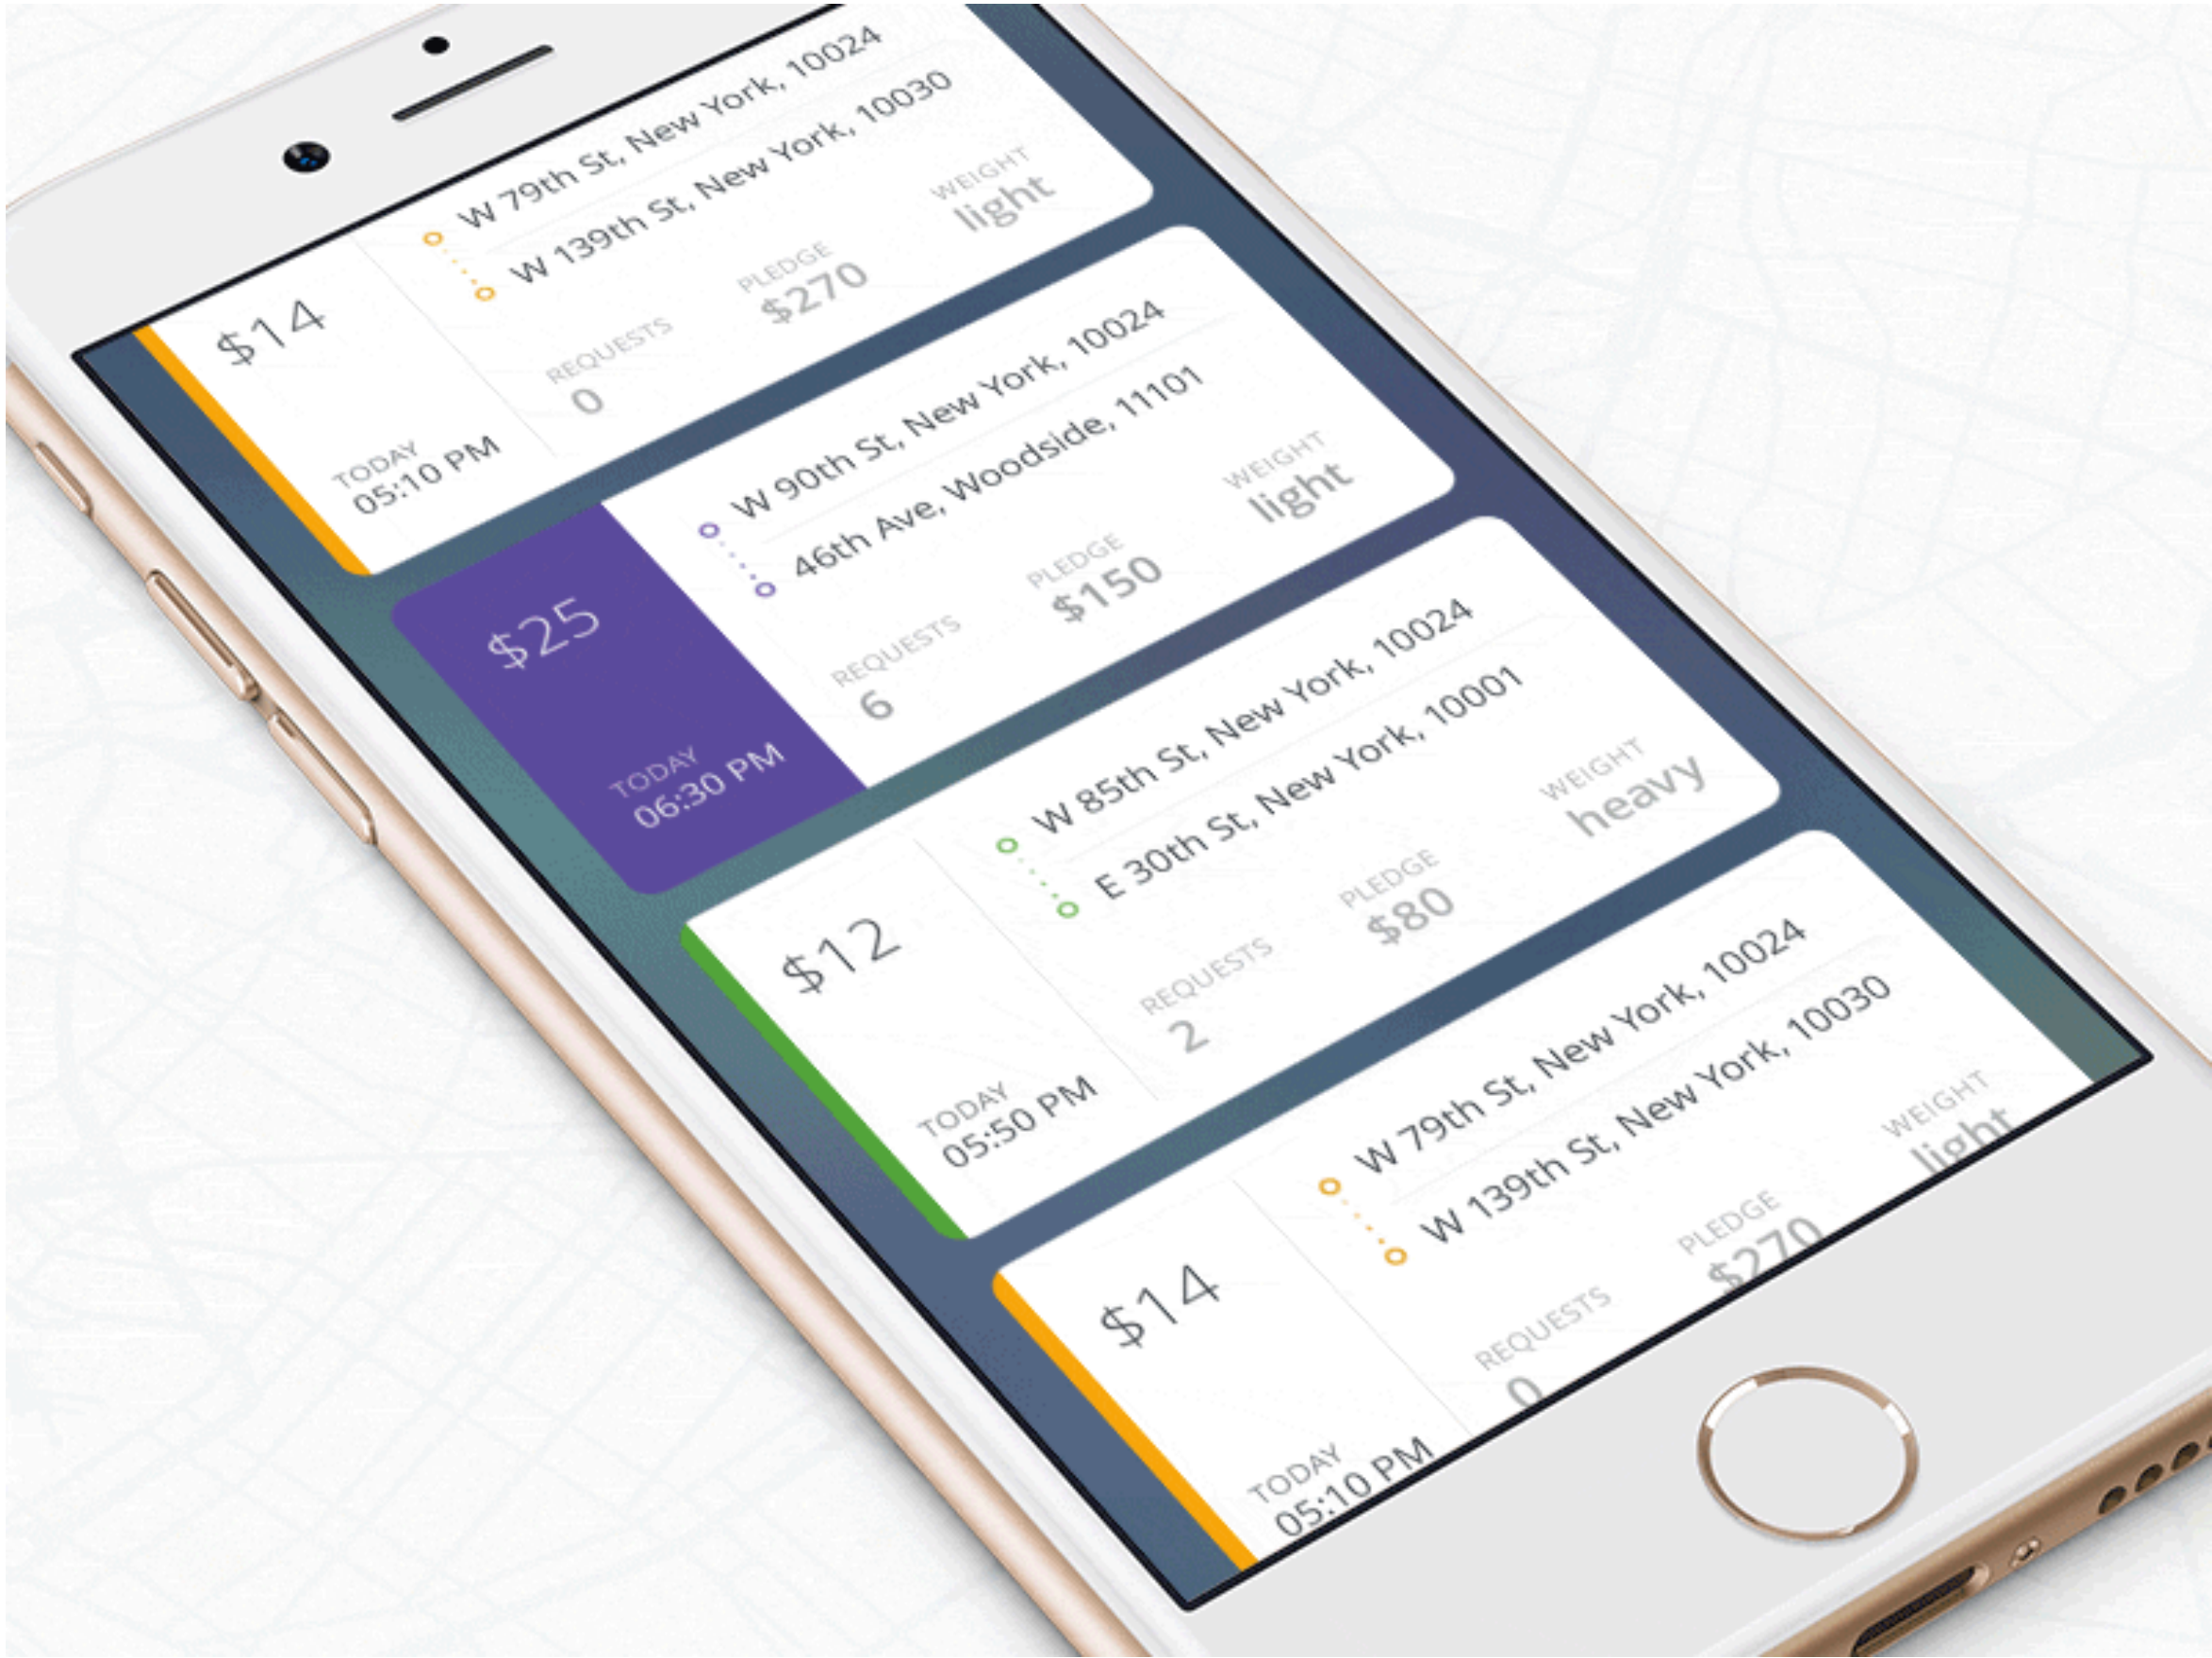 W 79th St, New York, 10024
W 139th St, New York, 10030
$14
REQUESTS
0
PLEDGE
$270
WEIGHT
light
TODAY
05:10 PM
W 90th St, New York, 10024
46th Ave, Woodside, 11101
$25
REQUESTS
6
PLEDGE
$150
WEIGHT
light
TODAY
06:30 PM
W 85th St, New York, 10024
E 30th St, New York, 10001
$12
REQUESTS
2
PLEDGE
$80
WEIGHT
heavy
TODAY
05:50 PM
W 79th St, New York, 10024
W 139th St, New York, 10030
$14
REQUESTS
0
PLEDGE
$270
WEIGHT
light
TODAY
05:10 PM